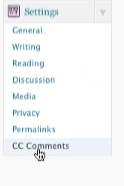 Settings
General
Writing
Reading
Discussion
Media
Privacy
Permalinks
CC Comments